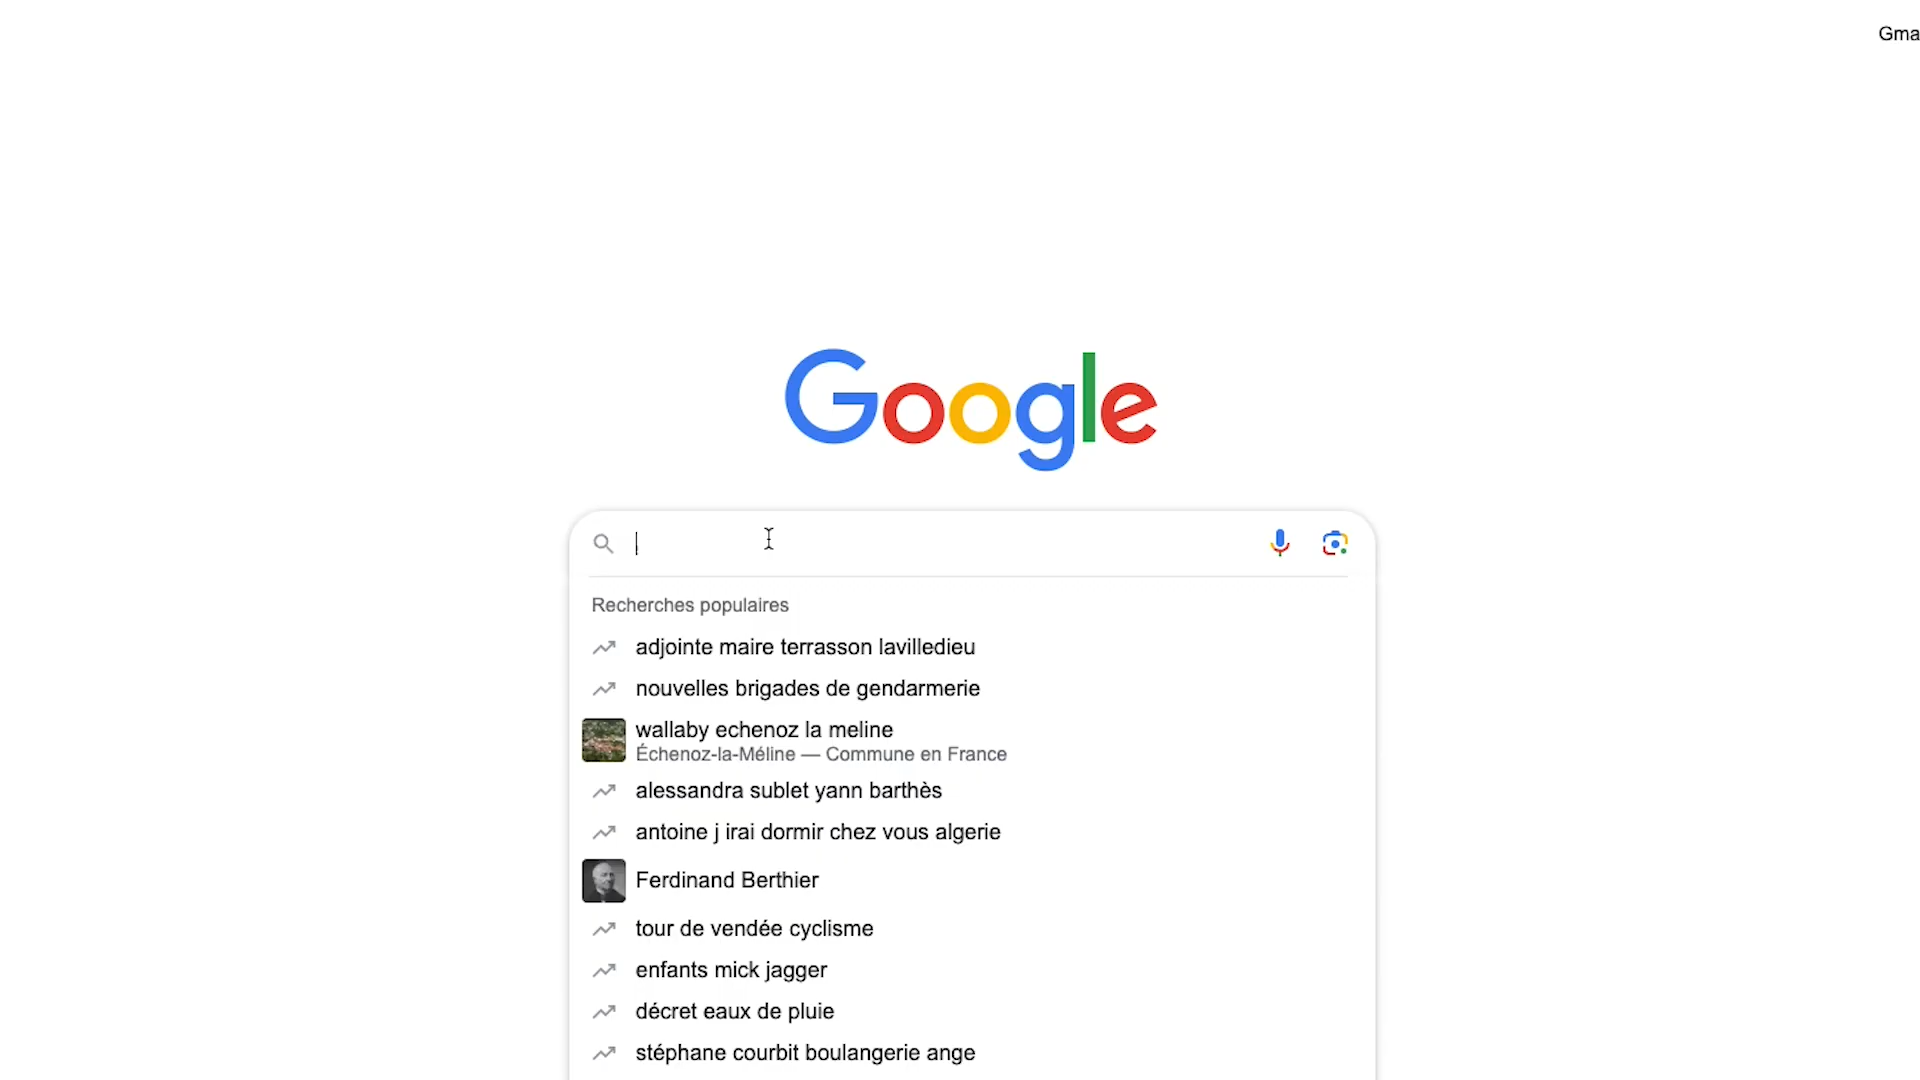 Gma
Google
Recherches populaires
adjointe maire terrasson lavilledieu
nouvelles brigades de gendarmerie
wallaby echenoz la meline
Échenoz-la-Méline — Commune en France
alessandra sublet yann barthès
antoine j irai dormir chez vous algerie
Ferdinand Berthier
tour de vendée cyclisme
enfants mick jagger
décret eaux de pluie
stéphane courbit boulangerie ange